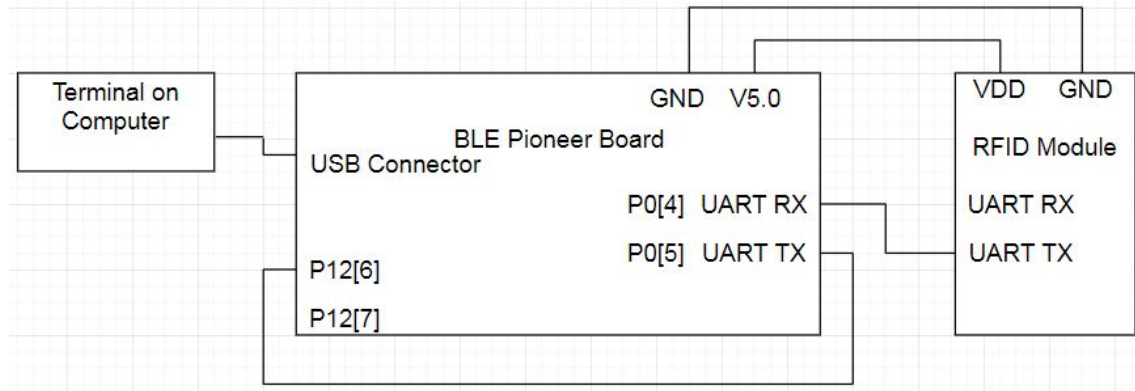 Terminal on
Computer
GND V5.0
VDD GND
BLE Pioneer Board
RFID Module
USB Connector
P0[4] UART RX
UART RX
P0[5] UART TX
UART TX
P12[6]
P12[7]